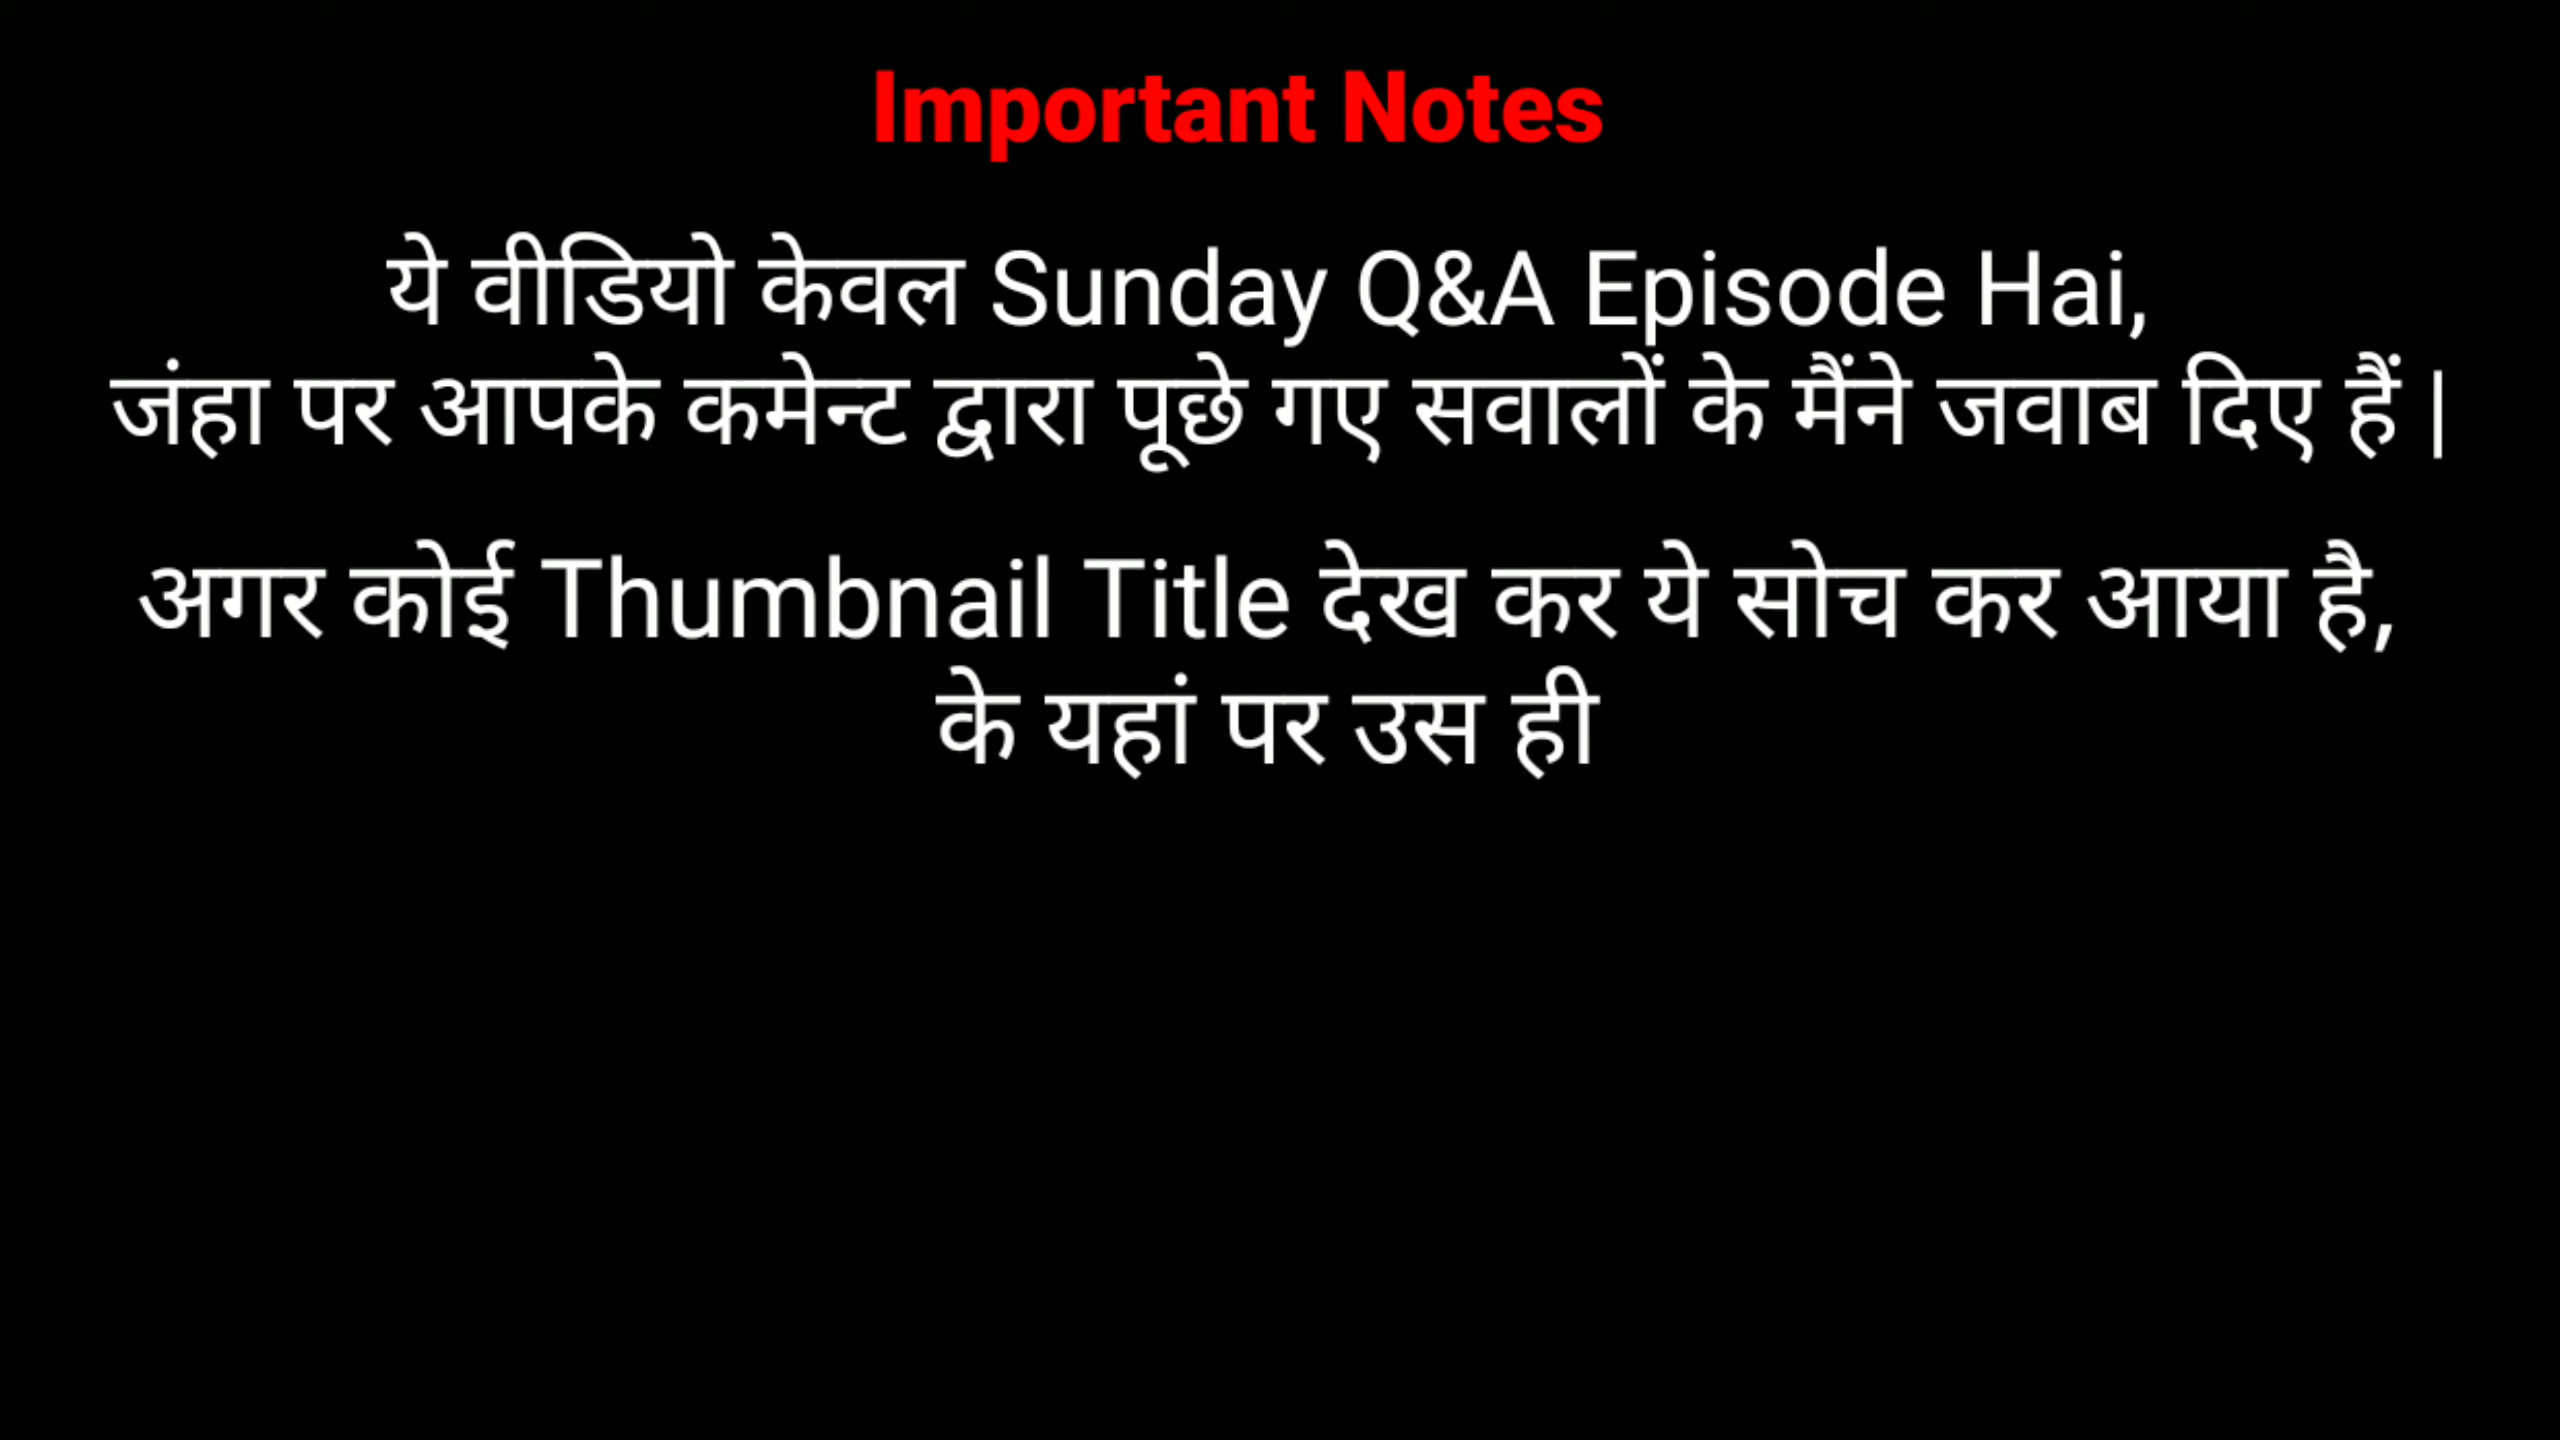 Important Notes
ये वीडियो केवल Sunday Q&A Episode Hai,
जंहा पर आपके कमेन्ट द्वारा पूछे गए सवालों के मैंने जवाब दिए हैं |
अगर कोई Thumbnail Title देख कर ये सोच कर आया है,
के यहां पर उस ही